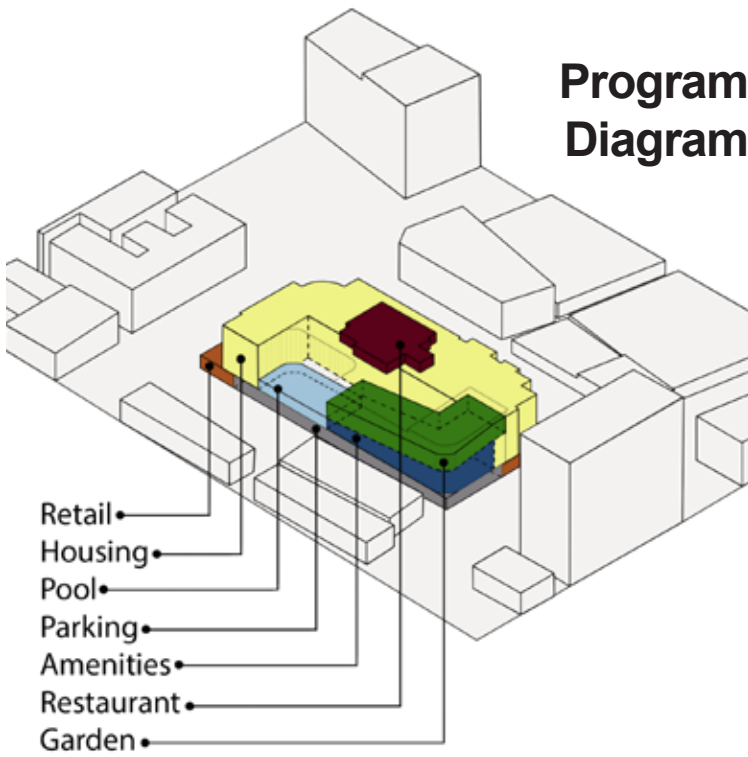 Program
Diagram
Retail
Housing
Pool
Parking
Amenities
Restaurant
Garden